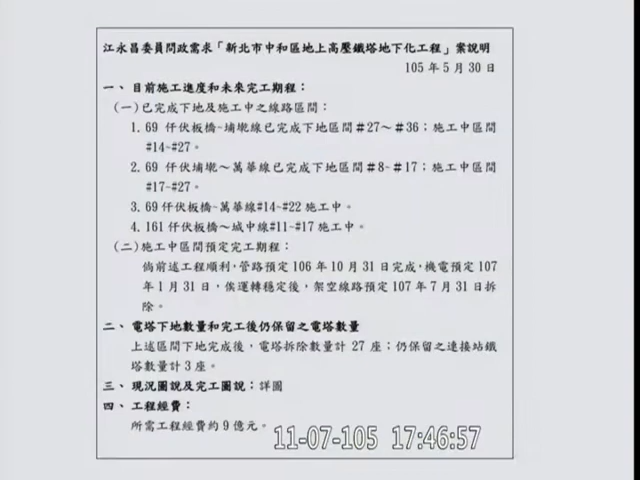 江永昌委員問政需求「新北市中和區地上高壓鐵塔地下化工程」案說明
105 年 5 月 30 日
一、目前施工進度和未來完工期程：
(一)已完成下地及施工中之線路區間：
1. 69 仟伏板橋-埔墘線已完成下地區間＃27～＃36；施工中區間
#14~#27。
2. 69 仟伏埔墘～萬華線已完成下地區間＃8~＃17；施工中區間
#17~#27。
3. 69 仟伏板橋~萬華線#14~#22 施工中。
4. 161 仟伏板橋～城中線#11~#17 施工中。
(二)施工中區間預定完工期程：
倘前述工程順利，管路預定 106 年 10 月 31 日完成，機電預定 107
年 1 月 31 日，俟運轉穩定後，架空線路預定 107 年 7 月 31 日拆
除。
二、電塔下地數量和完工後仍保留之電塔數量
上述區間下地完成後，電塔拆除數量計 27 座；仍保留之連接站鐵
塔數量計 3 座。
三、現況圖說及完工圖說：詳圖
四、工程經費：
所需工程經費約 9 億元。
11-07-105 17:46:57